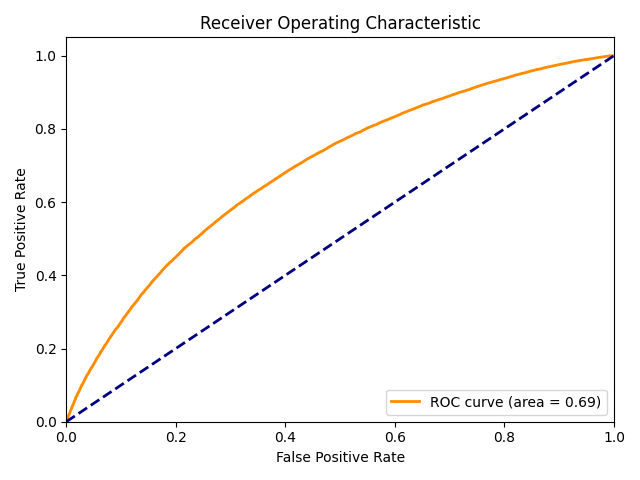 Receiver Operating Characteristic
True Positive Rate
1.0
0.8
0.6
0.4
0.2
0.0
ROC curve (area = 0.69)
0.0 0.2 0.4 0.6 0.8 1.0
False Positive Rate